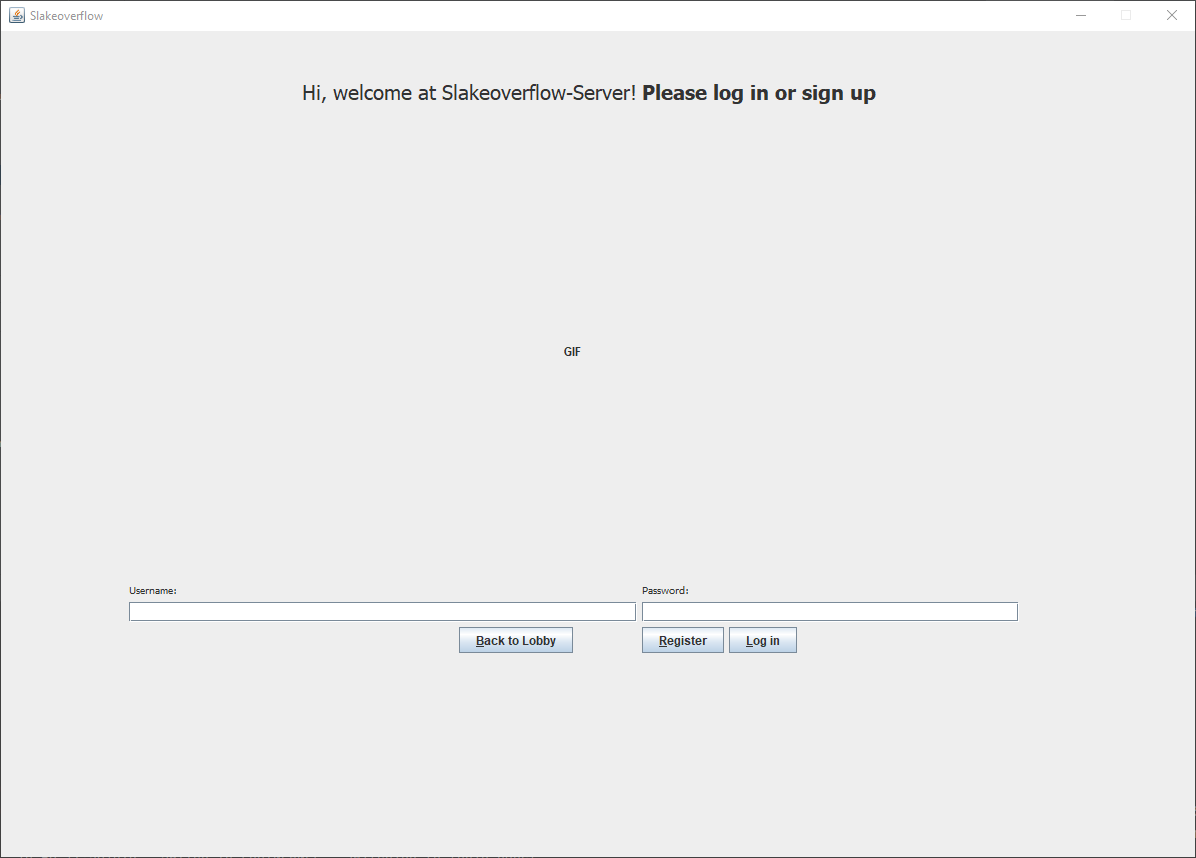 Slakeoverflow
Hi, welcome at Slakeoverflow-Server! Please log in or sign up
GIF
Username: Password:
Back to Lobby Register Log in